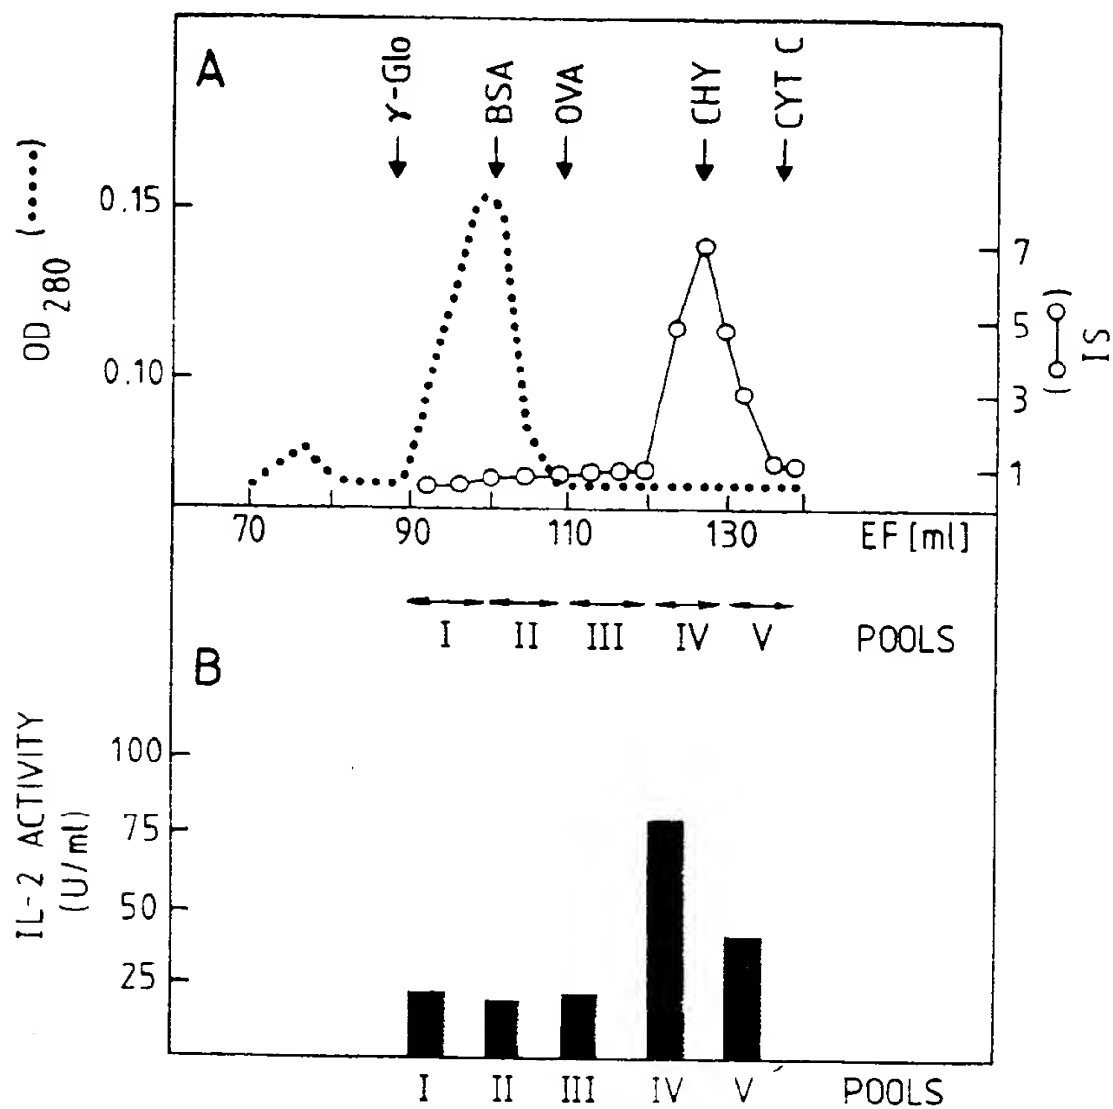 A
γ-Glo
BSA
OVA
CHY
CYT C
OD280 (•••••)
0.15
0.10
7
5
3
1
IS (○—○)
70
90
110
130
EF [ml]
I
II
III
IV
V
POOLS
B
IL-2 ACTIVITY
(U/ml)
100
75
50
25
I
II
III
IV
V
POOLS